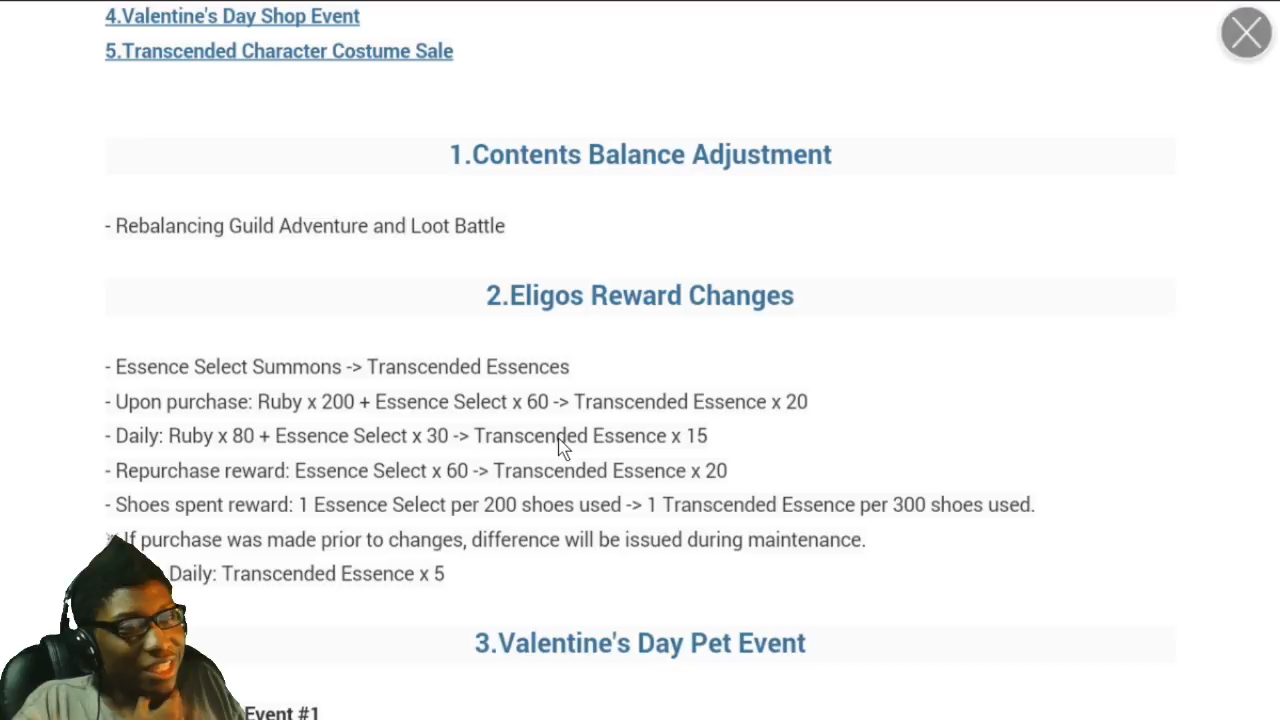 4.Valentine's Day Shop Event
5.Transcended Character Costume Sale
1.Contents Balance Adjustment
- Rebalancing Guild Adventure and Loot Battle
2.Eligos Reward Changes
- Essence Select Summons -> Transcended Essences
- Upon purchase: Ruby x 200 + Essence Select x 60 -> Transcended Essence x 20
- Daily: Ruby x 80 + Essence Select x 30 -> Transcended Essence x 15
- Repurchase reward: Essence Select x 60 -> Transcended Essence x 20
- Shoes spent reward: 1 Essence Select per 200 shoes used -> 1 Transcended Essence per 300 shoes used.
If purchase was made prior to changes, difference will be issued during maintenance.
Daily: Transcended Essence x 5
3.Valentine's Day Pet Event
Event #1